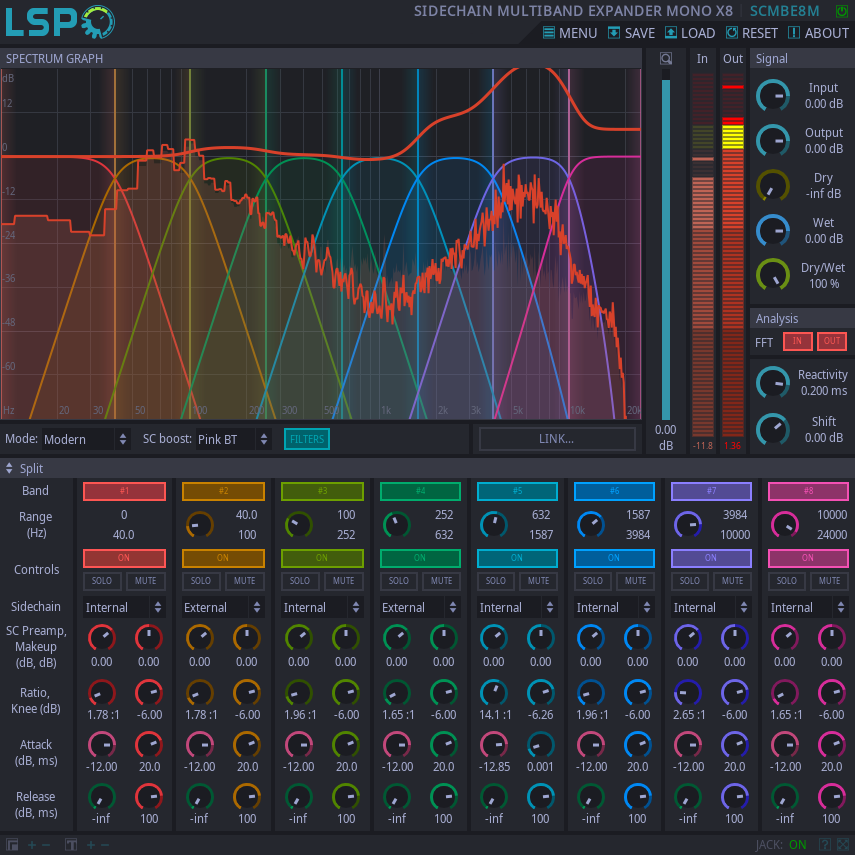 LSP
SIDECHAIN MULTIBAND EXPANDER MONO X8 SCMBE8M
MENU SAVE LOAD RESET ABOUT
SPECTRUM GRAPH
dB
12
0
-12
-24
-36
-48
-60
Hz 20 30 50 100 200 300 500 1k 2k 3k 5k 10k 20k
0.00
dB
In Out
-11.8 1.36
Signal
Input
0.00 dB
Output
0.00 dB
Dry
-inf dB
Wet
0.00 dB
Dry/Wet
100 %
Analysis
FFT IN OUT
Reactivity
0.200 ms
Shift
0.00 dB
Mode: Modern SC boost: Pink BT FILTERS LINK...
Split
Band #1 #2 #3 #4 #5 #6 #7 #8
Range 0 40.0 100 252 632 1587 3984 10000
(Hz) 40.0 100 252 632 1587 3984 10000 24000
Controls ON ON ON ON ON ON ON ON
SOLO MUTE SOLO MUTE SOLO MUTE SOLO MUTE SOLO MUTE SOLO MUTE SOLO MUTE SOLO MUTE
Sidechain Internal External Internal External Internal Internal Internal Internal
SC Preamp,
Makeup
(dB, dB) 0.00 0.00 0.00 0.00 0.00 0.00 0.00 0.00 0.00 0.00 0.00 0.00 0.00 0.00 0.00 0.00
Ratio,
Knee (dB) 1.78 :1 -6.00 1.78 :1 -6.00 1.96 :1 -6.00 1.65 :1 -6.00 14.1 :1 -6.26 1.96 :1 -6.00 2.65 :1 -6.00 1.65 :1 -6.00
Attack
(dB, ms) -12.00 20.0 -12.00 20.0 -12.00 20.0 -12.00 20.0 -12.85 0.001 -12.00 20.0 -12.00 20.0 -12.00 20.0
Release
(dB, ms) -inf 100 -inf 100 -inf 100 -inf 100 -inf 100 -inf 100 -inf 100 -inf 100
JACK: ON